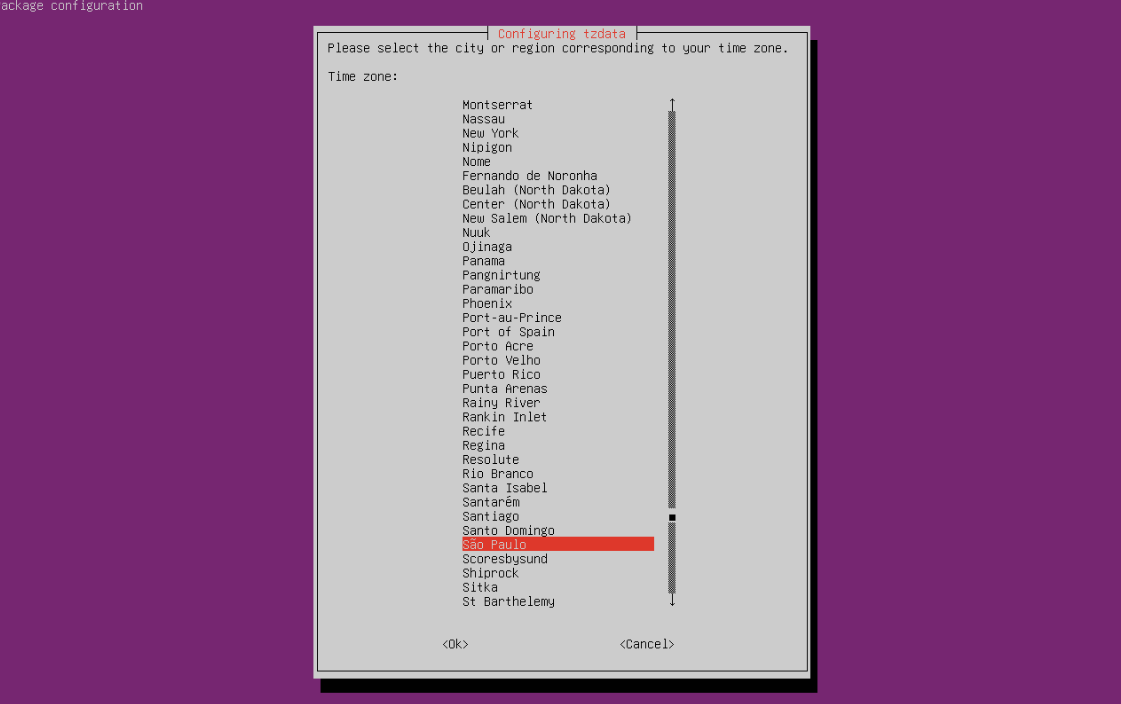 ackage configuration
Configuring tzdata
Please select the city or region corresponding to your time zone.
Time zone:
Montserrat
Nassau
New York
Nipigon
Nome
Fernando de Noronha
Beulah (North Dakota)
Center (North Dakota)
New Salem (North Dakota)
Nuuk
Ojinaga
Panama
Pangnirtung
Paramaribo
Phoenix
Port-au-Prince
Port of Spain
Porto Acre
Porto Velho
Puerto Rico
Punta Arenas
Rainy River
Rankin Inlet
Recife
Regina
Resolute
Rio Branco
Santa Isabel
Santarém
Santiago
Santo Domingo
São Paulo
Scoresbysund
Shiprock
Sitka
St Barthelemy
<Ok> <Cancel>